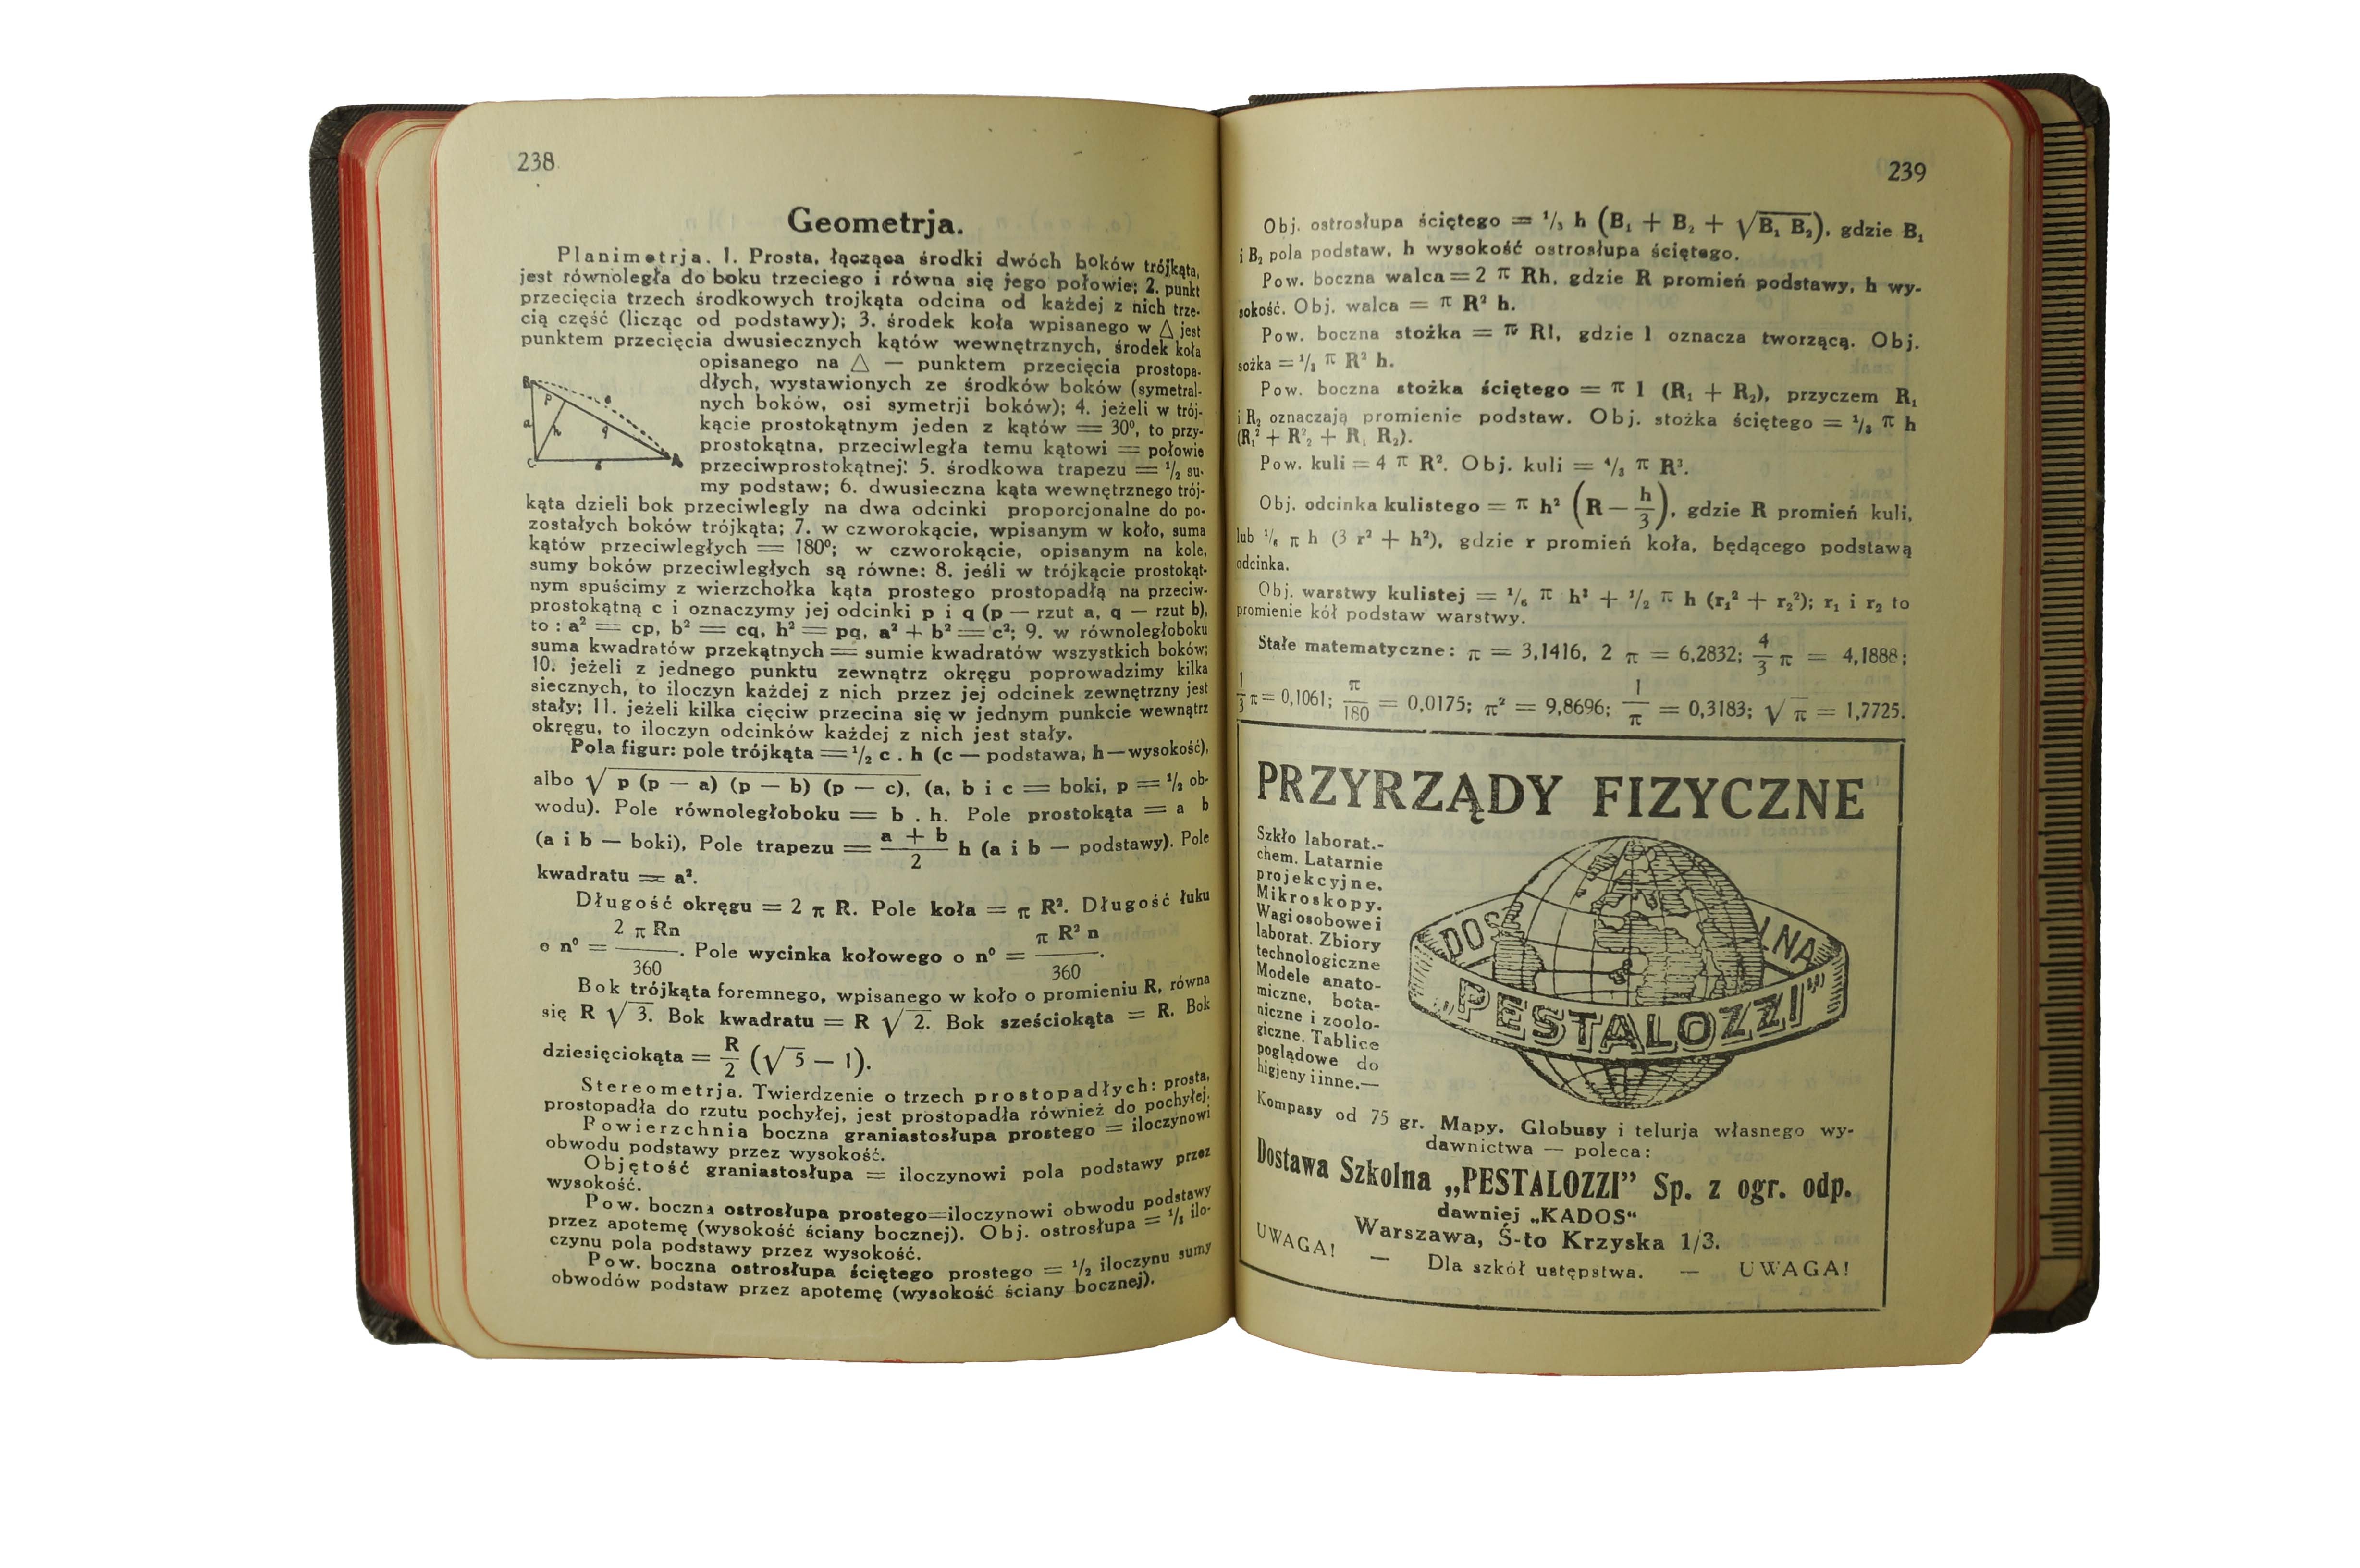 238
Geometrja.
Planimetrja. 1. Prosta, łącząca środki dwóch boków trójkąta,
jest równoległa do boku trzeciego i równa się jego połowie; 2. punkt
przecięcia trzech środkowych trojkąta odcina od każdej z nich trze-
cią część (licząc od podstawy); 3. środek koła wpisanego w △ jest
punktem przecięcia dwusiecznych kątów wewnętrznych, środek koła
opisanego na △ — punktem przecięcia prostopa-
dłych, wystawionych ze środków boków (symetral-
nych boków, osi symetrji boków); 4. jeżeli w trój-
kącie prostokątnym jeden z kątów = 30°, to przy-
prostokątna, przeciwległa temu kątowi = połowie
przeciwprostokątnej: 5. środkowa trapezu = ¹/₂ su-
my podstaw; 6. dwusieczna kąta wewnętrznego trój-
B
p
c
a
h
q
C
b
A
kąta dzieli bok przeciwlegly na dwa odcinki proporcjonalne do po-
zostałych boków trójkąta; 7. w czworokącie, wpisanym w koło, suma
kątów przeciwległych = 180°; w czworokącie, opisanym na kole,
sumy boków przeciwległych są równe: 8. jeśli w trójkącie prostokąt-
nym spuścimy z wierzchołka kąta prostego prostopadłą na przeciw-
prostokątną c i oznaczymy jej odcinki p i q (p — rzut a, q — rzut b),
to : a² = cp, b² = cq, h² = pq, a² + b² = c²; 9. w równoległoboku
suma kwadratów przekątnych = sumie kwadratów wszystkich boków;
10. jeżeli z jednego punktu zewnątrz okręgu poprowadzimy kilka
siecznych, to iloczyn każdej z nich przez jej odcinek zewnętrzny jest
stały; 11. jeżeli kilka cięciw przecina się w jednym punkcie wewnątrz
okręgu, to iloczyn odcinków każdej z nich jest stały.
Pola figur: pole trójkąta = ¹/₂ c . h (c — podstawa, h — wysokość),
albo √ p (p — a) (p — b) (p — c), (a, b i c = boki, p = ¹/₂ ob-
wodu). Pole równoległoboku = b . h. Pole prostokąta = a b
(a i b — boki), Pole trapezu = a + b / 2 h (a i b — podstawy). Pole
kwadratu = a².
Długość okręgu = 2 π R. Pole koła = π R². Długość łuku
o n° = 2 π Rn / 360 . Pole wycinka kołowego o n° = π R² n / 360 .
Bok trójkąta foremnego, wpisanego w koło o promieniu R, równa
się R √ 3. Bok kwadratu = R √ 2. Bok sześciokąta = R. Bok
dziesięciokąta = R / 2 (√ 5 — 1).
Stereometrja. Twierdzenie o trzech prostopadłych: prosta,
prostopadła do rzutu pochyłej, jest prostopadła również do pochyłej.
Powierzchnia boczna graniastosłupa prostego = iloczynowi
obwodu podstawy przez wysokość.
Objętość graniastosłupa = iloczynowi pola podstawy przez
wysokość.
Pow. boczna ostrosłupa prostego=iloczynowi obwodu podstawy
przez apotemę (wysokość ściany bocznej). Obj. ostrosłupa = ¹/₃ ilo-
czynu pola podstawy przez wysokość.
Pow. boczna ostrosłupa ściętego prostego = ¹/₂ iloczynu sumy
obwodów podstaw przez apotemę (wysokość ściany bocznej).
239
Obj. ostrosłupa ściętego = ¹/₃ h (B₁ + B₂ + √B₁ B₂), gdzie B₁
i B₂ pola podstaw, h wysokość ostrosłupa ściętego.
Pow. boczna walca = 2 π Rh, gdzie R promień podstawy, h wy-
sokość. Obj. walca = π R² h.
Pow. boczna stożka = π Rl, gdzie l oznacza tworzącą. Obj.
sożka = ¹/₃ π R² h.
Pow. boczna stożka ściętego = π l (R₁ + R₂), przyczem R₁
i R₂ oznaczają promienie podstaw. Obj. stożka ściętego = ¹/₃ π h
(R₁² + R²₂ + R₁ R₂).
Pow. kuli = 4 π R². Obj. kuli = ⁴/₃ π R³.
Obj. odcinka kulistego = π h² (R — h / 3), gdzie R promień kuli,
lub ¹/₆ π h (3 r² + h²), gdzie r promień koła, będącego podstawą
odcinka.
Obj. warstwy kulistej = ¹/₆ π h³ + ¹/₂ π h (r₁² + r₂²); r₁ i r₂ to
promienie kół podstaw warstwy.
Stałe matematyczne: π = 3,1416, 2 π = 6,2832; 4 / 3 π = 4,1888;
1 / 3 π = 0,1061; π / 180 = 0,0175; π² = 9,8696; 1 / π = 0,3183; √ π = 1,7725.
PRZYRZĄDY FIZYCZNE
Szkło laborat.-
chem. Latarnie
projekcyjne.
Mikroskopy.
Wagi osobowe i
laborat. Zbiory
technologiczne
Modele anato-
miczne, bota-
niczne i zoolo-
giczne. Tablice
poglądowe do
higjeny i inne.—
DOS
LNA
„PESTALOZZI”
Kompasy od 75 gr. Mapy. Globusy i telurja własnego wy-
dawnictwa — poleca:
Dostawa Szkolna „PESTALOZZI” Sp. z ogr. odp.
dawniej „KADOS“
Warszawa, Ś-to Krzyska 1/3.
UWAGA! — Dla szkół ustępstwa. — UWAGA!